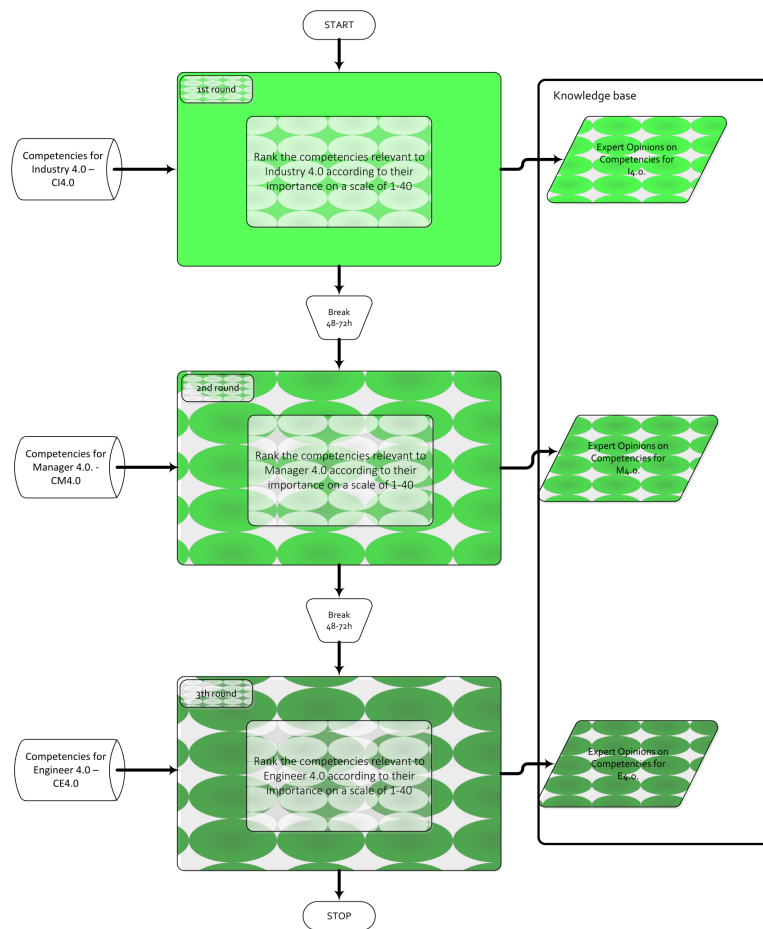 START
1st round
Knowledge base
Competencies for
Industry 4.0 –
CI4.0
Rank the competencies relevant to
Industry 4.0 according to their
importance on a scale of 1-40
Expert Opinions on
Competencies for
I4.0.
Break
48-72h
2nd round
Competencies for
Manager 4.0. -
CM4.0
Rank the competencies relevant to
Manager 4.0 according to their
importance on a scale of 1-40
Expert Opinions on
Competencies for
M4.0.
Break
48-72h
3th round
Competencies for
Engineer 4.0 –
CE4.0
Rank the competencies relevant to
Engineer 4.0 according to their
importance on a scale of 1-40
Expert Opinions on
Competencies for
E4.0.
STOP